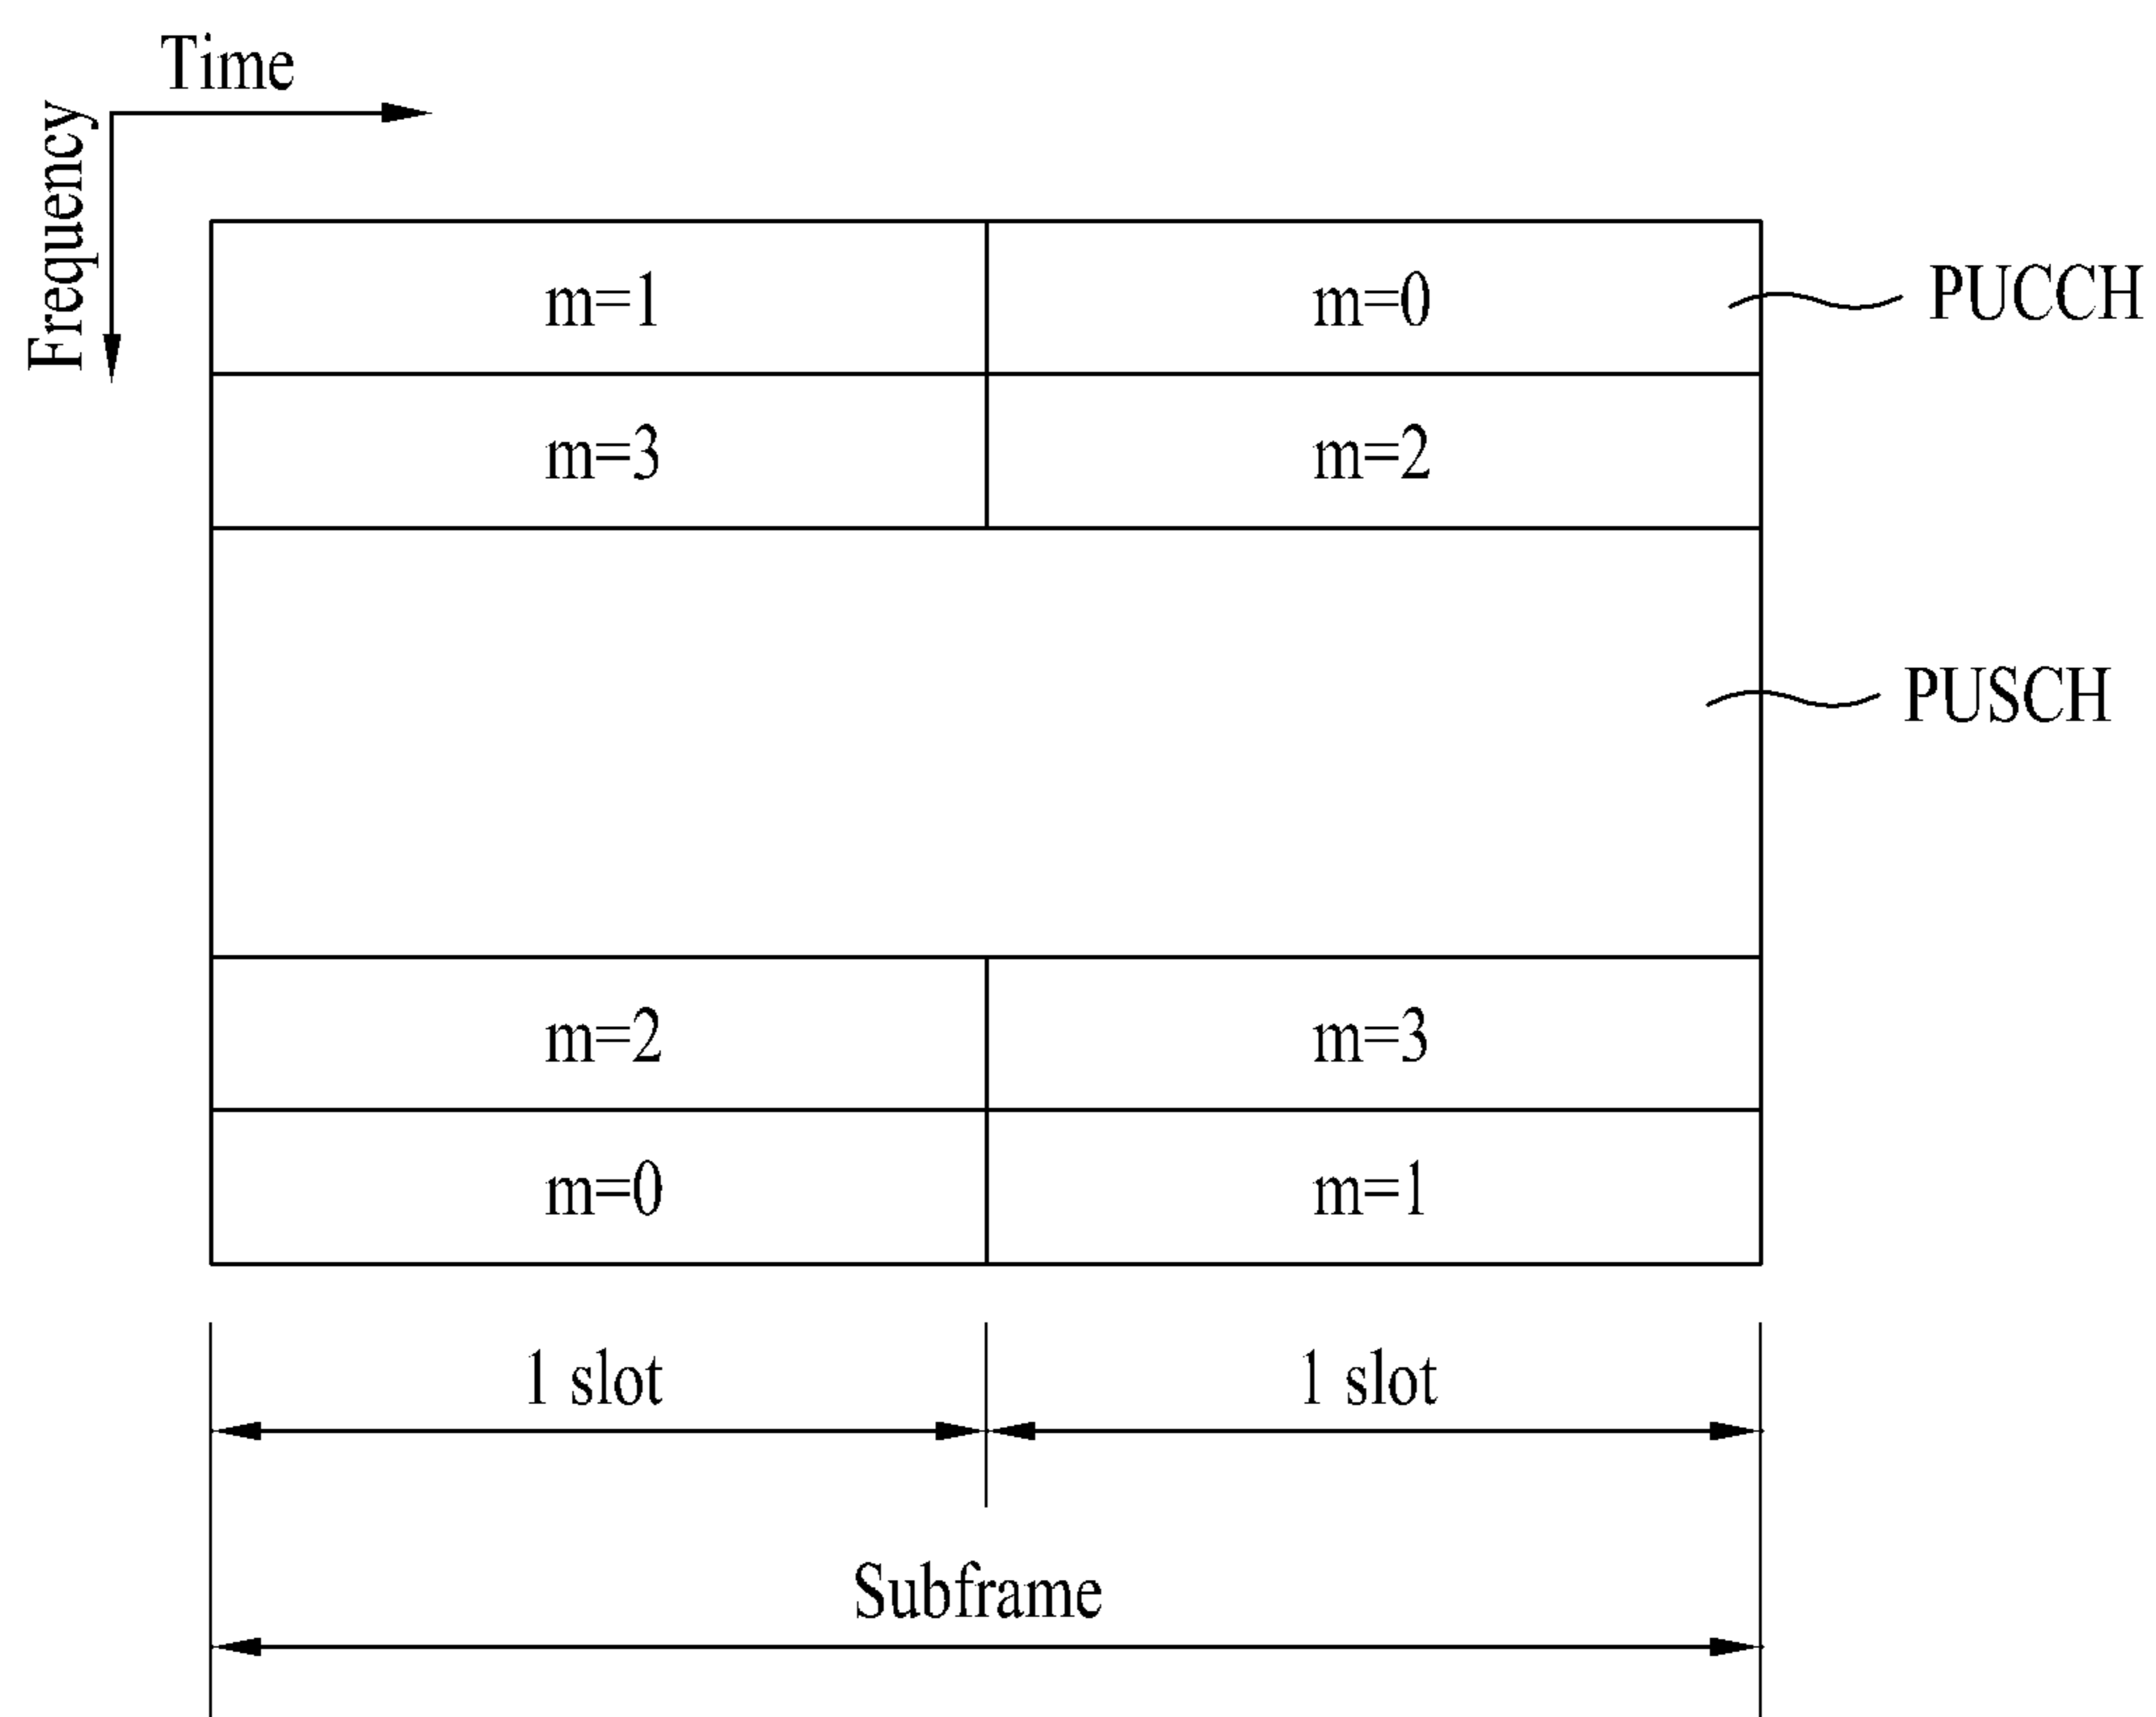 Time
Frequency
m=1 m=0 PUCCH
m=3 m=2
PUSCH
m=2 m=3
m=0 m=1
1 slot 1 slot
Subframe